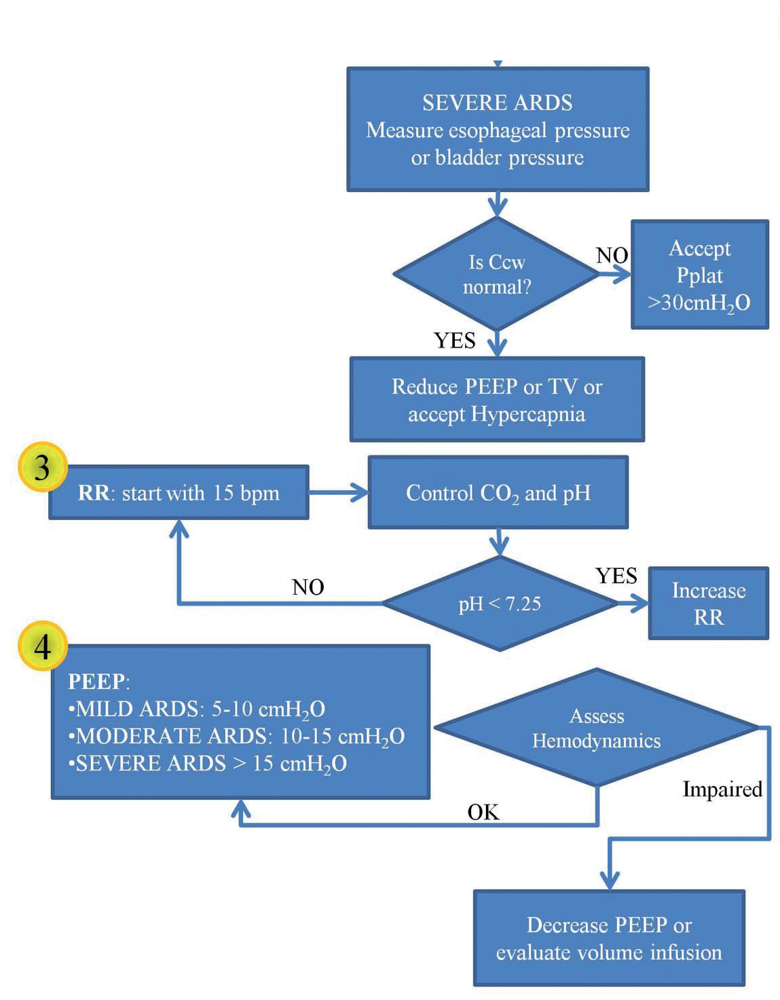 SEVERE ARDS
Measure esophageal pressure
or bladder pressure
Is Ccw
normal?
NO
Accept
Pplat
>30cmH₂O
YES
Reduce PEEP or TV or
accept Hypercapnia
3
RR: start with 15 bpm
Control CO₂ and pH
pH < 7.25
NO
YES
Increase
RR
4
PEEP:
•MILD ARDS: 5-10 cmH₂O
•MODERATE ARDS: 10-15 cmH₂O
•SEVERE ARDS > 15 cmH₂O
Assess
Hemodynamics
Impaired
OK
Decrease PEEP or
evaluate volume infusion